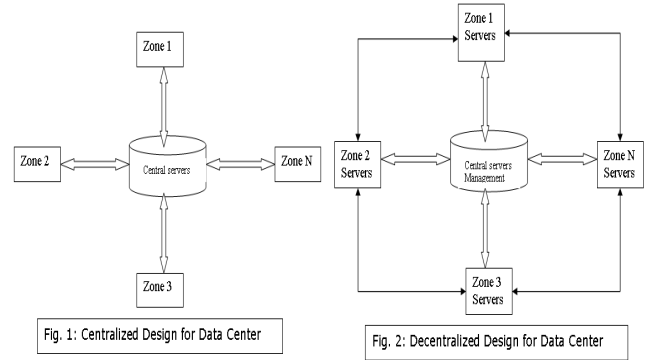 Zone 1
Zone 2
Central servers
Zone N
Zone 3
Fig. 1: Centralized Design for Data Center
Zone 1
Servers
Zone 2
Servers
Central servers
Management
Zone N
Servers
Zone 3
Servers
Fig. 2: Decentralized Design for Data Center